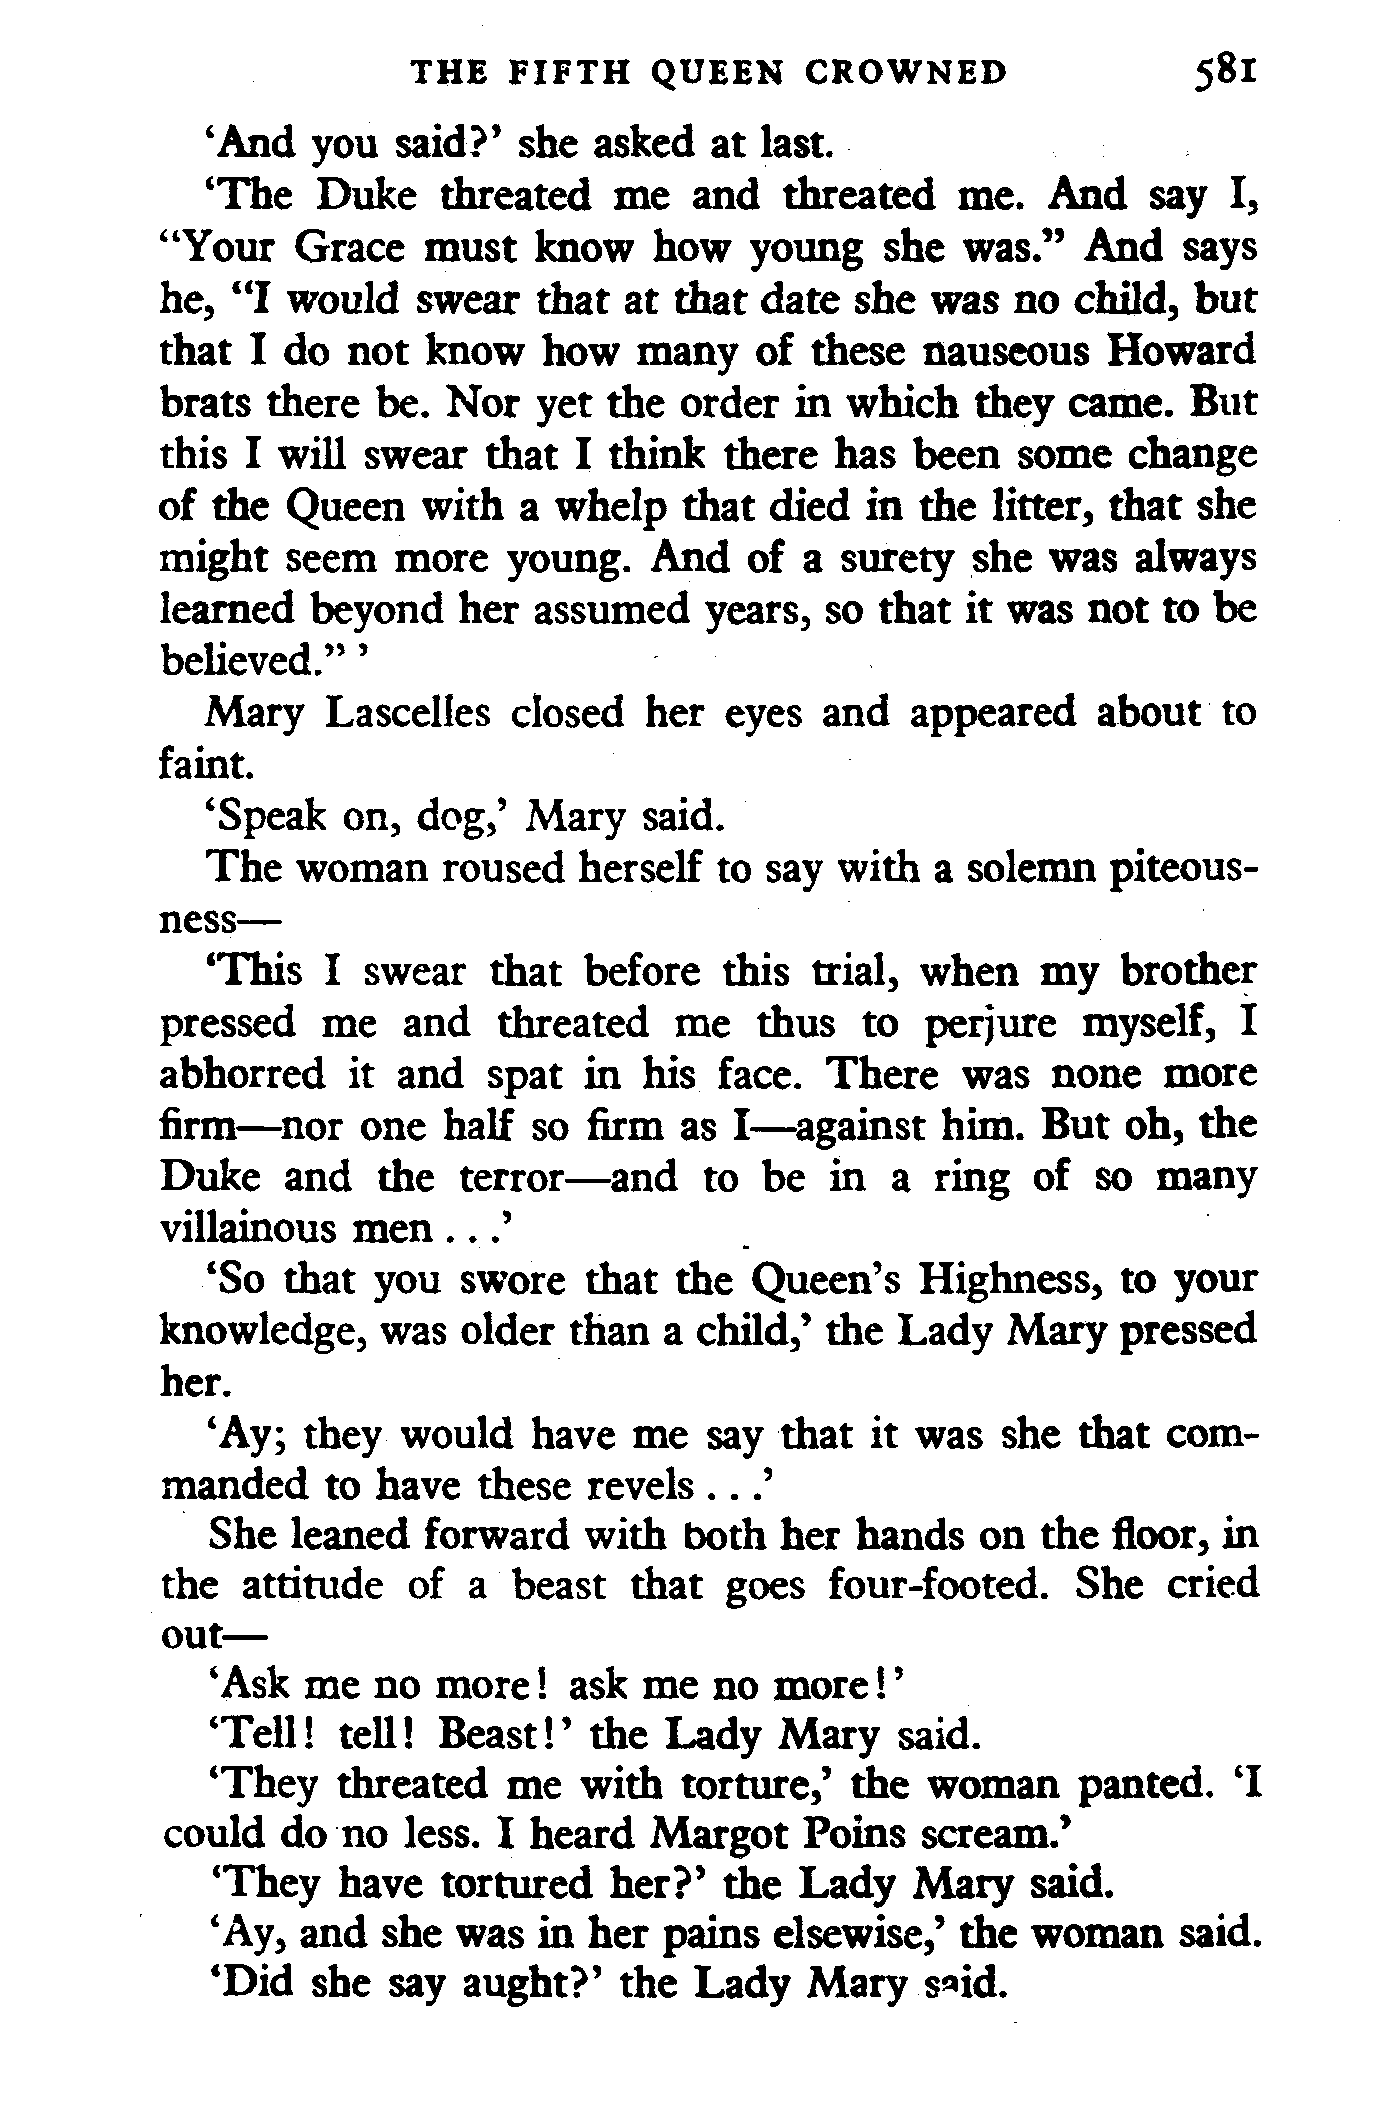 THE FIFTH QUEEN CROWNED 581
‘And you said?’ she asked at last.
‘The Duke threated me and threated me. And say I,
“Your Grace must know how young she was.” And says
he, “I would swear that at that date she was no child, but
that I do not know how many of these nauseous Howard
brats there be. Nor yet the order in which they came. But
this I will swear that I think there has been some change
of the Queen with a whelp that died in the litter, that she
might seem more young. And of a surety she was always
learned beyond her assumed years, so that it was not to be
believed.” ’
Mary Lascelles closed her eyes and appeared about to
faint.
‘Speak on, dog,’ Mary said.
The woman roused herself to say with a solemn piteous-
ness—
‘This I swear that before this trial, when my brother
pressed me and threated me thus to perjure myself, I
abhorred it and spat in his face. There was none more
firm—nor one half so firm as I—against him. But oh, the
Duke and the terror—and to be in a ring of so many
villainous men . . .’
‘So that you swore that the Queen’s Highness, to your
knowledge, was older than a child,’ the Lady Mary pressed
her.
‘Ay; they would have me say that it was she that com-
manded to have these revels . . .’
She leaned forward with both her hands on the floor, in
the attitude of a beast that goes four-footed. She cried
out—
‘Ask me no more! ask me no more!’
‘Tell! tell! Beast!’ the Lady Mary said.
‘They threated me with torture,’ the woman panted. ‘I
could do no less. I heard Margot Poins scream.’
‘They have tortured her?’ the Lady Mary said.
‘Ay, and she was in her pains elsewise,’ the woman said.
‘Did she say aught?’ the Lady Mary said.